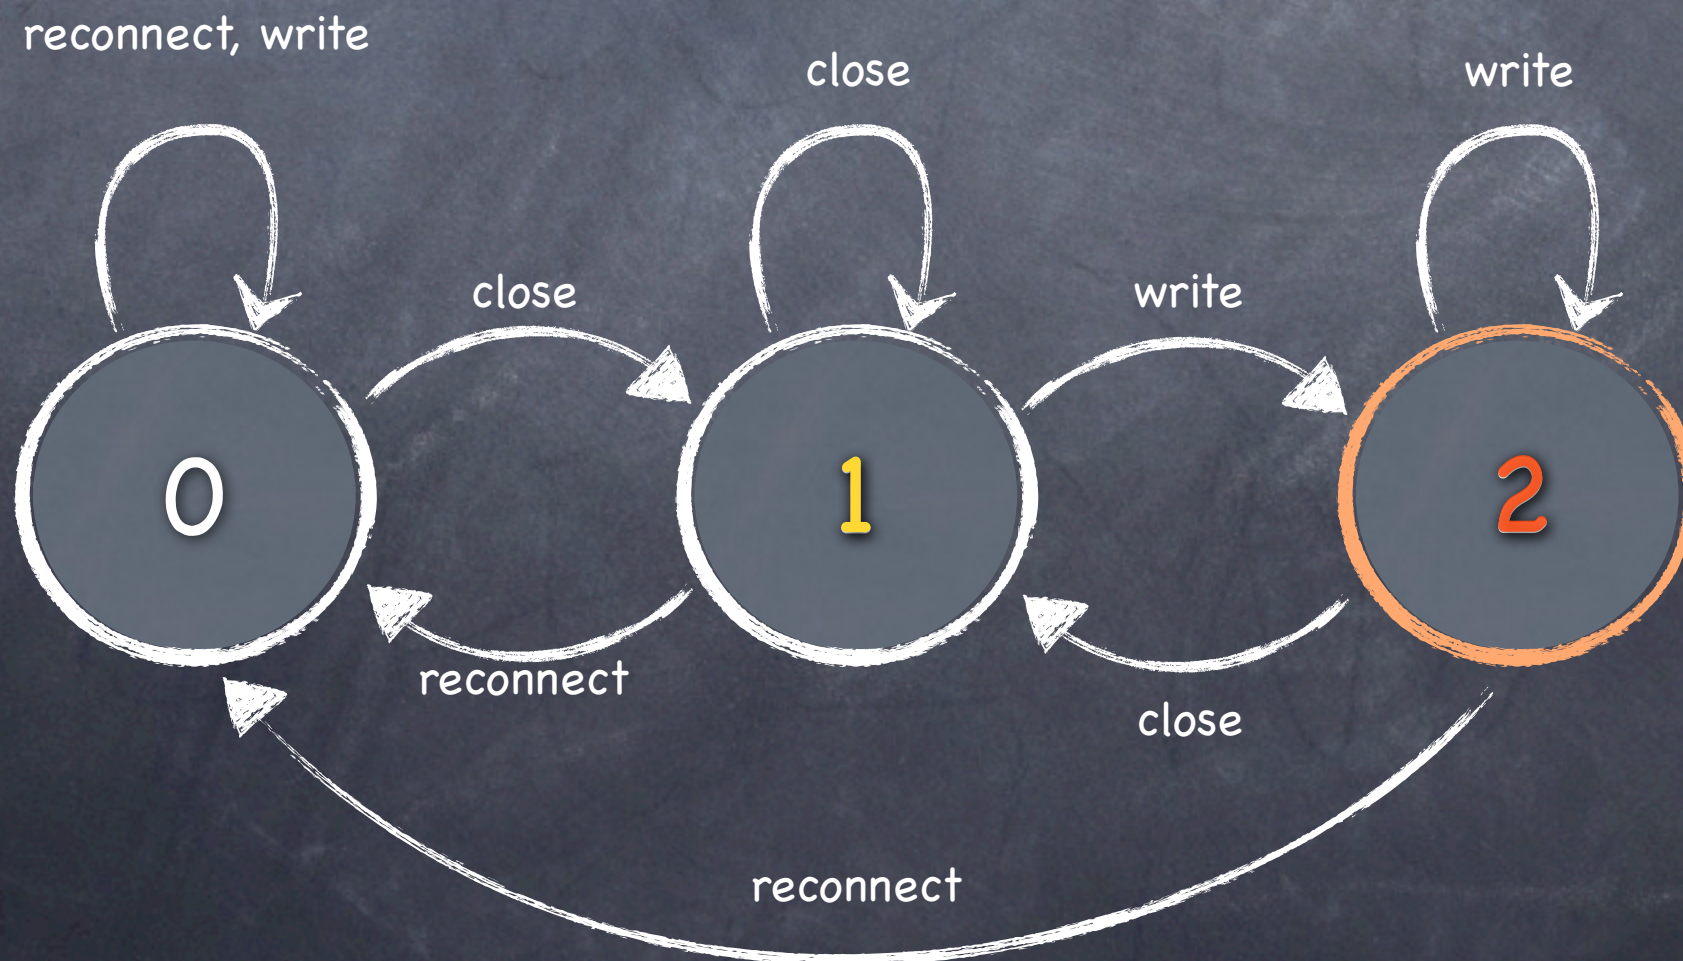 reconnect, write
close
write
close
write
0
1
2
reconnect
close
reconnect